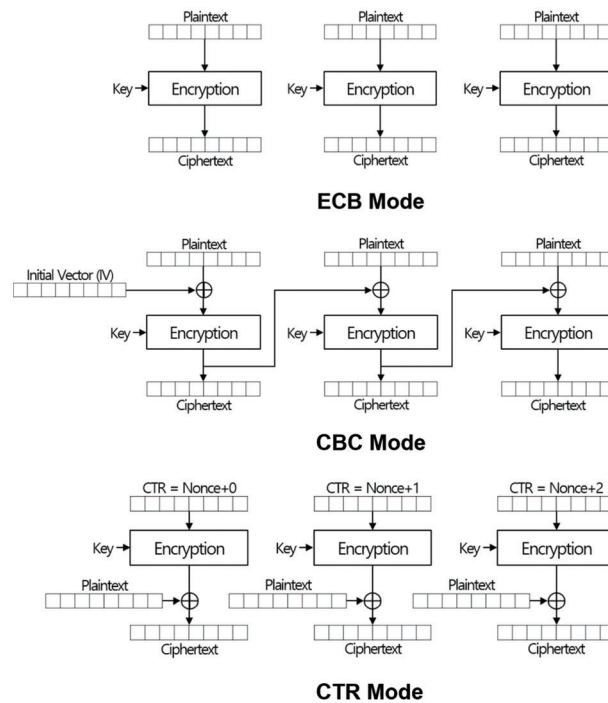 Plaintext Plaintext Plaintext
Key Encryption Key Encryption Key Encryption
Ciphertext Ciphertext Ciphertext
ECB Mode
Plaintext Plaintext Plaintext
Initial Vector (IV)
Key Encryption Key Encryption Key Encryption
Ciphertext Ciphertext Ciphertext
CBC Mode
CTR = Nonce+0 CTR = Nonce+1 CTR = Nonce+2
Key Encryption Key Encryption Key Encryption
Plaintext Plaintext Plaintext
Ciphertext Ciphertext Ciphertext
CTR Mode